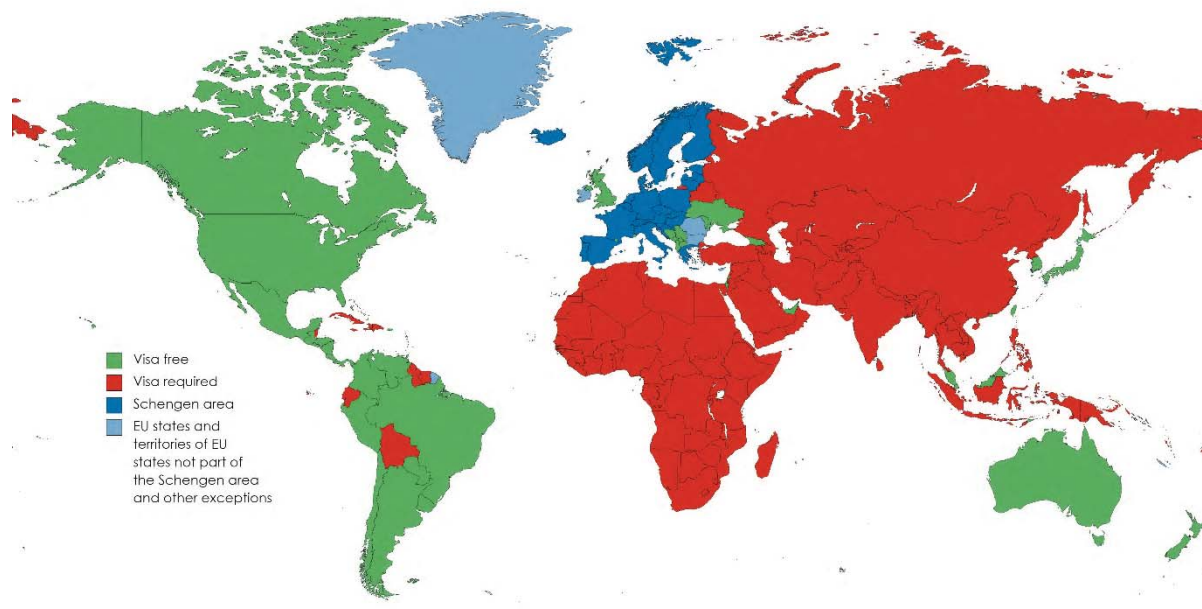 Visa free
Visa required
Schengen area
EU states and
territories of EU
states not part of
the Schengen area
and other exceptions